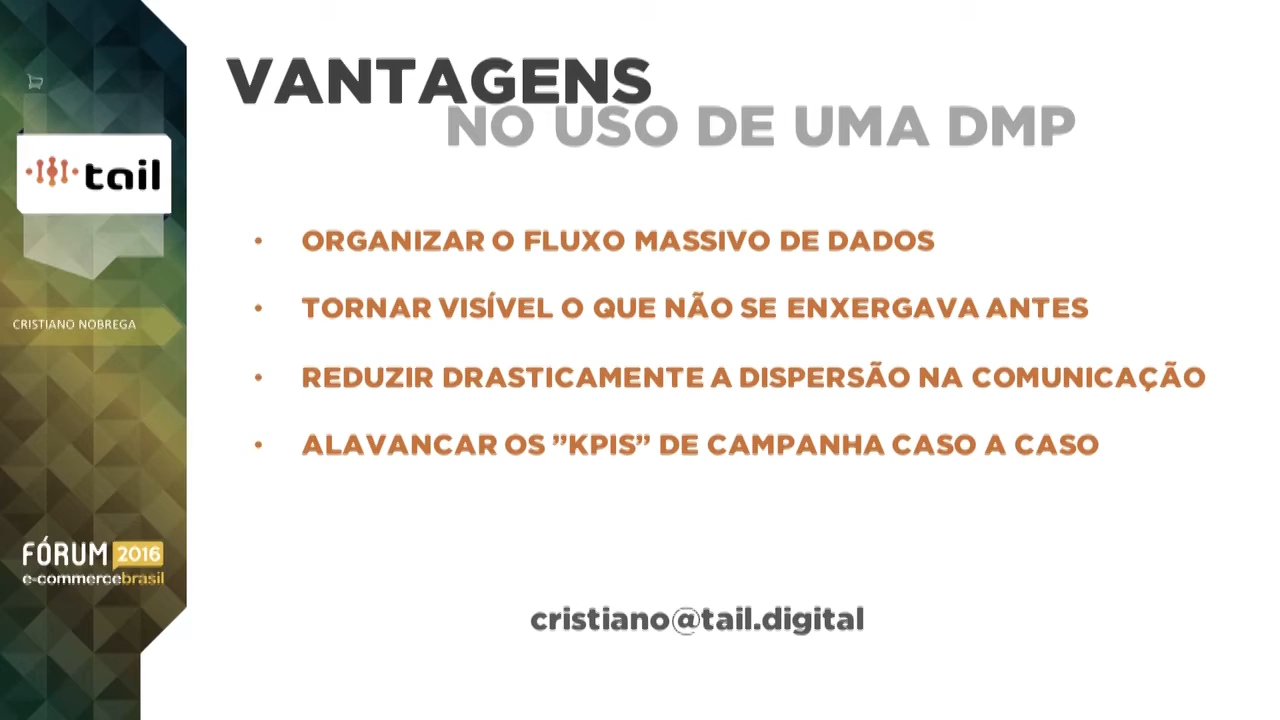 VANTAGENS
NO USO DE UMA DMP
tail
• ORGANIZAR O FLUXO MASSIVO DE DADOS
• TORNAR VISÍVEL O QUE NÃO SE ENXERGAVA ANTES
CRISTIANO NOBREGA
• REDUZIR DRASTICAMENTE A DISPERSÃO NA COMUNICAÇÃO
• ALAVANCAR OS ”KPIS” DE CAMPANHA CASO A CASO
FÓRUM 2016
e-commercebrasil
cristiano@tail.digital